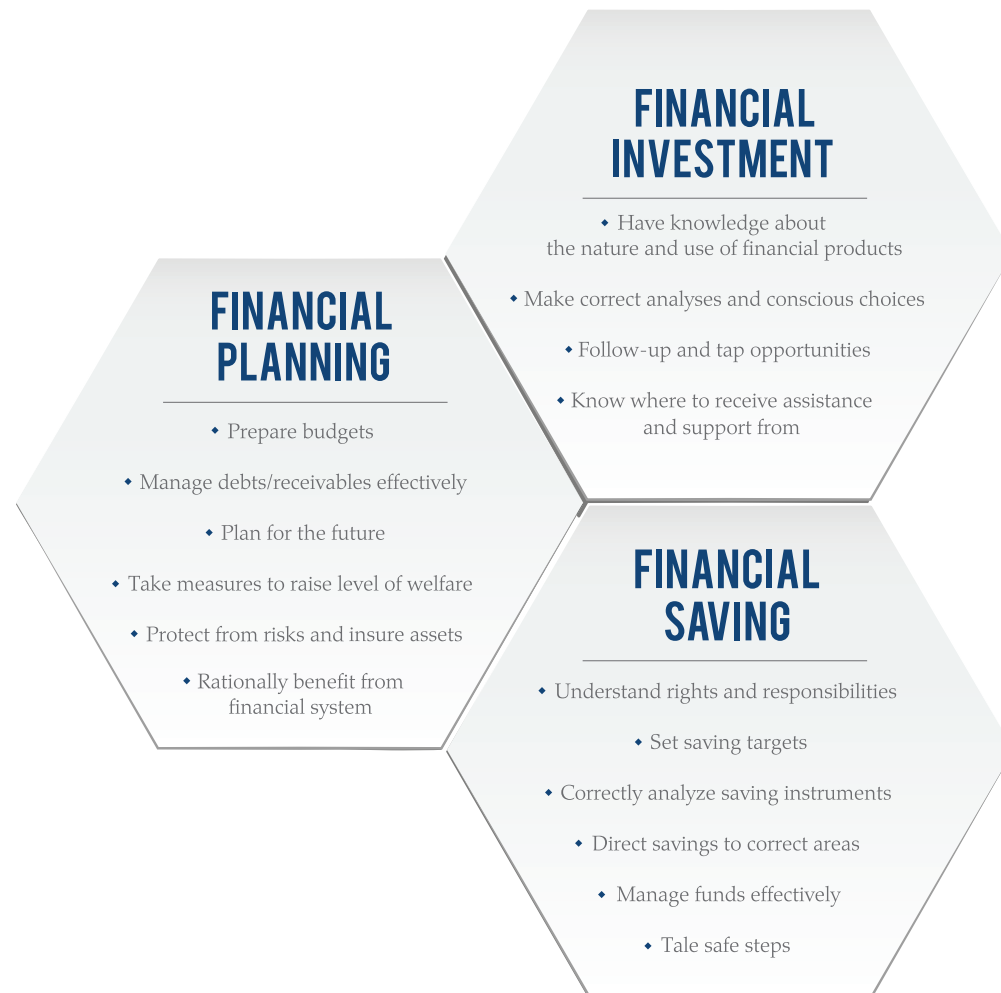 FINANCIAL
INVESTMENT
◆ Have knowledge about
the nature and use of financial products
◆ Make correct analyses and conscious choices
◆ Follow-up and tap opportunities
◆ Know where to receive assistance
and support from
FINANCIAL
PLANNING
◆ Prepare budgets
◆ Manage debts/receivables effectively
◆ Plan for the future
◆ Take measures to raise level of welfare
◆ Protect from risks and insure assets
◆ Rationally benefit from
financial system
FINANCIAL
SAVING
◆ Understand rights and responsibilities
◆ Set saving targets
◆ Correctly analyze saving instruments
◆ Direct savings to correct areas
◆ Manage funds effectively
◆ Tale safe steps